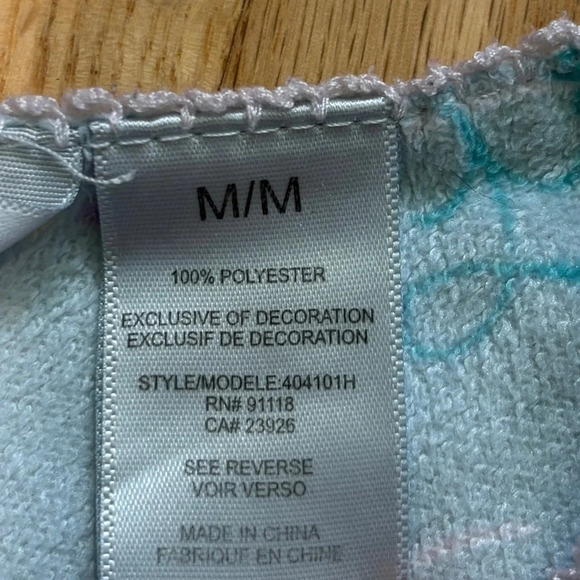 M/M
100% POLYESTER
EXCLUSIVE OF DECORATION
EXCLUSIF DE DECORATION
STYLE/MODELE:404101H
RN# 91118
CA# 23926
SEE REVERSE
VOIR VERSO
MADE IN CHINA
FABRIQUE EN CHINE